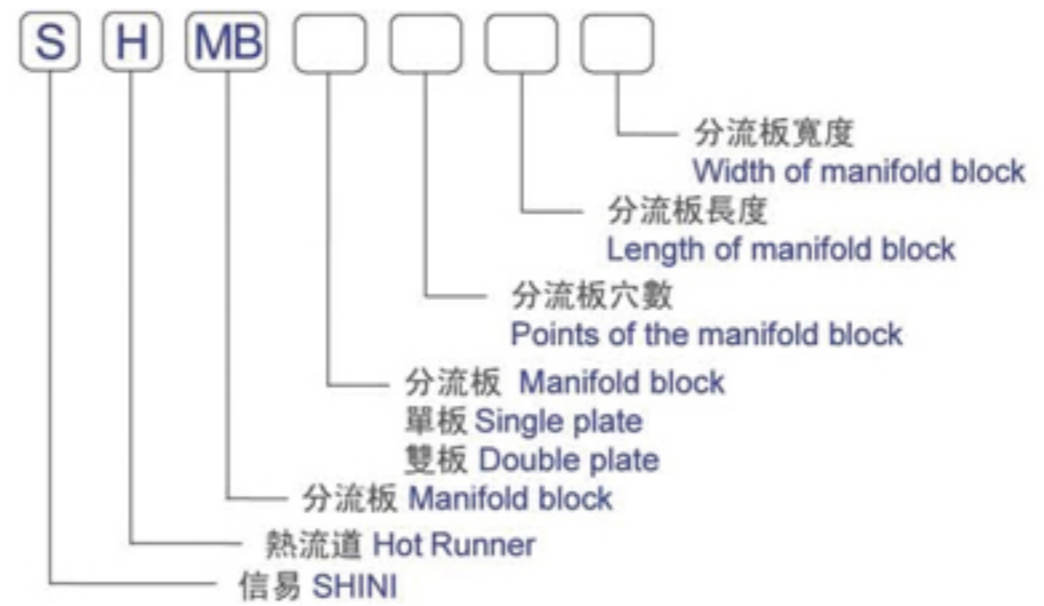 S H MB
分流板寬度
Width of manifold block
分流板長度
Length of manifold block
分流板穴數
Points of the manifold block
分流板 Manifold block
單板 Single plate
雙板 Double plate
分流板 Manifold block
熱流道 Hot Runner
信易 SHINI